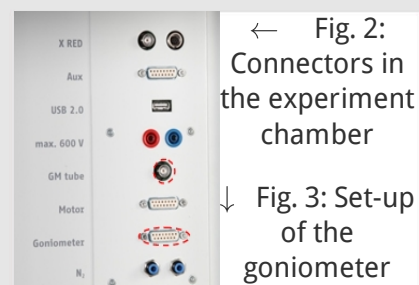 X RED
Aux
USB 2.0
max. 600 V
GM tube
Motor
Goniometer
N₂
← Fig. 2:
Connectors in
the experiment
chamber
↓ Fig. 3: Set-up
of the
goniometer